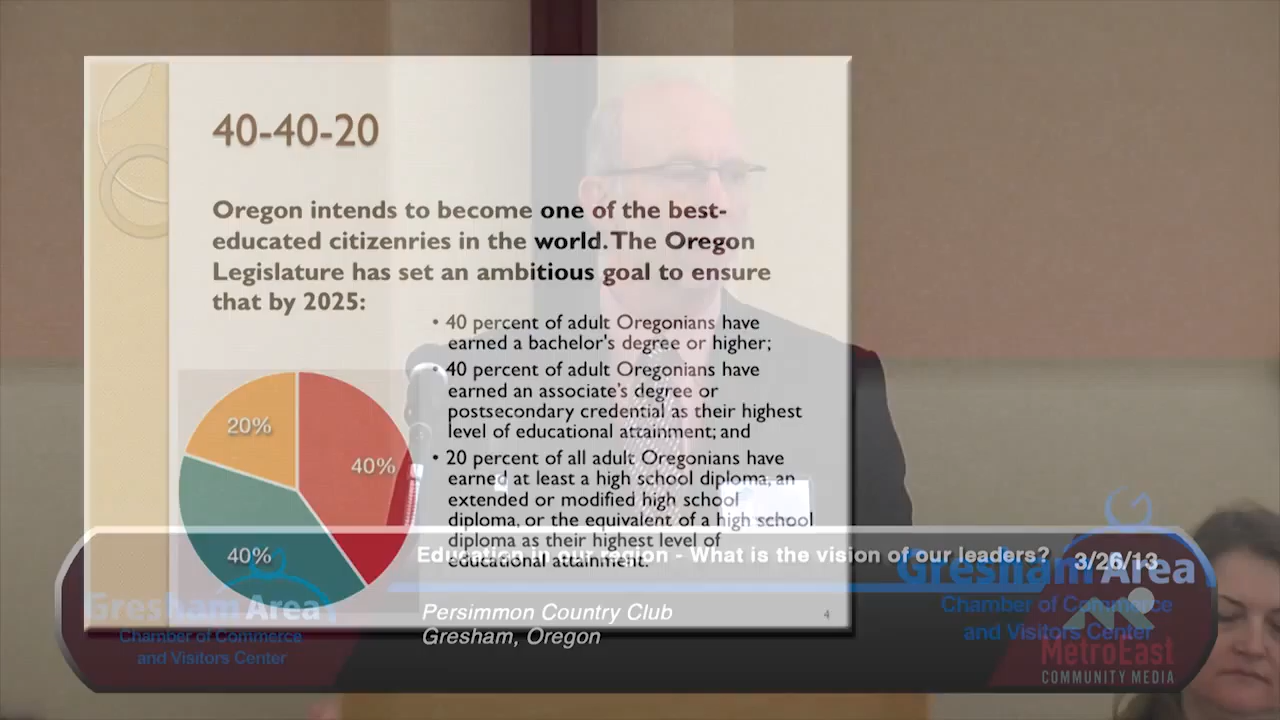 40-40-20
Oregon intends to become one of the best-
educated citizenries in the world. The Oregon
Legislature has set an ambitious goal to ensure
that by 2025:
• 40 percent of adult Oregonians have
earned a bachelor's degree or higher;
• 40 percent of adult Oregonians have
earned an associate's degree or
postsecondary credential as their highest
level of educational attainment; and
• 20 percent of all adult Oregonians have
earned at least a high school diploma, an
extended or modified high school
diploma, or the equivalent of a high school
diploma as their highest level of
educational attainment.
20%
40%
40%
4
Education in our region - What is the vision of our leaders?
3/26/13
Persimmon Country Club
Gresham, Oregon
Gresham Area
Chamber of Commerce
and Visitors Center
Gresham Area
Chamber of Commerce
and Visitors Center
MetroEast
COMMUNITY MEDIA